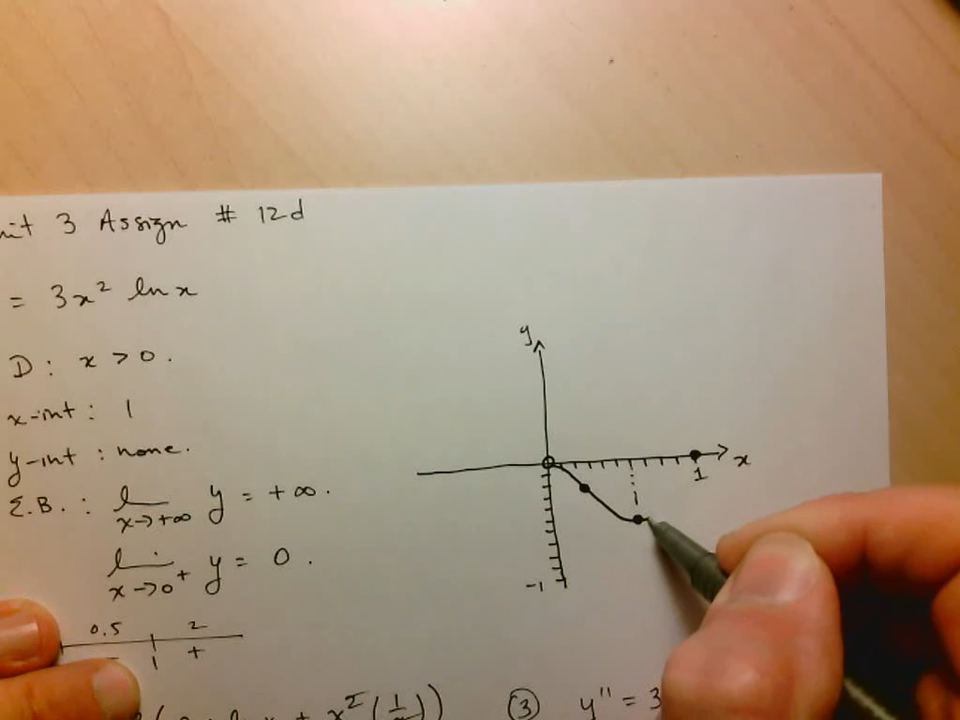 3 Assign # 12d
= 3x² ln x
D : x > 0 .
x-int : 1
y-int : none.
E.B. : lim x→+∞ y = +∞ .
lim x→0⁺ y = 0 .
0.5 2
- 1 +
y
x
1
-1
x² (1/
③ y'' = 3